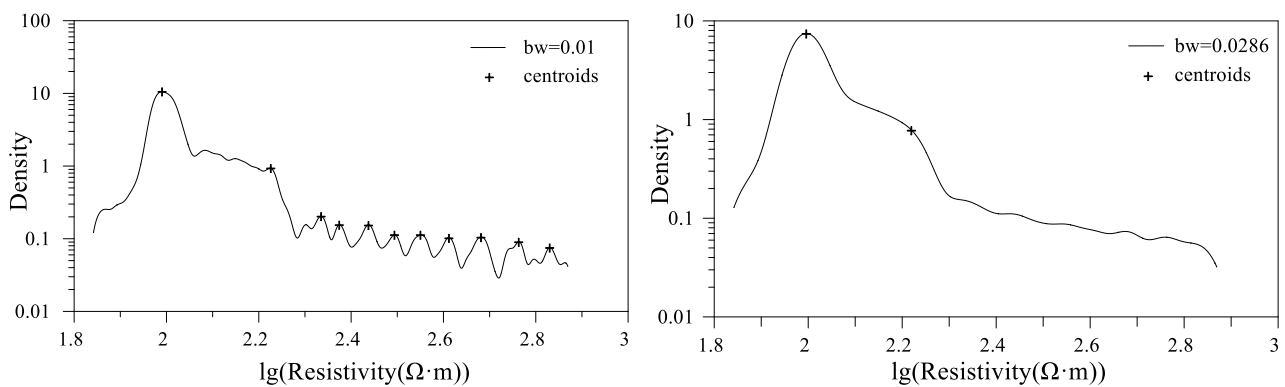 100
10
1
0.1
0.01
Density
1.8
2
2.2
2.4
2.6
2.8
3
lg(Resistivity(Ω·m))
bw=0.01
centroids
10
1
0.1
0.01
Density
1.8
2
2.2
2.4
2.6
2.8
3
lg(Resistivity(Ω·m))
bw=0.0286
centroids